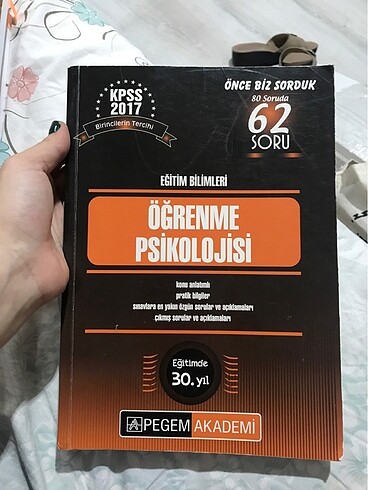 KPSS
2017
Birincilerin Tercihi
ÖNCE BİZ SORDUK
80 Soruda
62
SORU
EĞİTİM BİLİMLERİ
ÖĞRENME
PSİKOLOJİSİ
konu anlatımlı
pratik bilgiler
sınavlara en yakın özgün sorular ve açıklamaları
çıkmış sorular ve açıklamaları
Eğitimde
30.yıl
PEGEM AKADEMİ